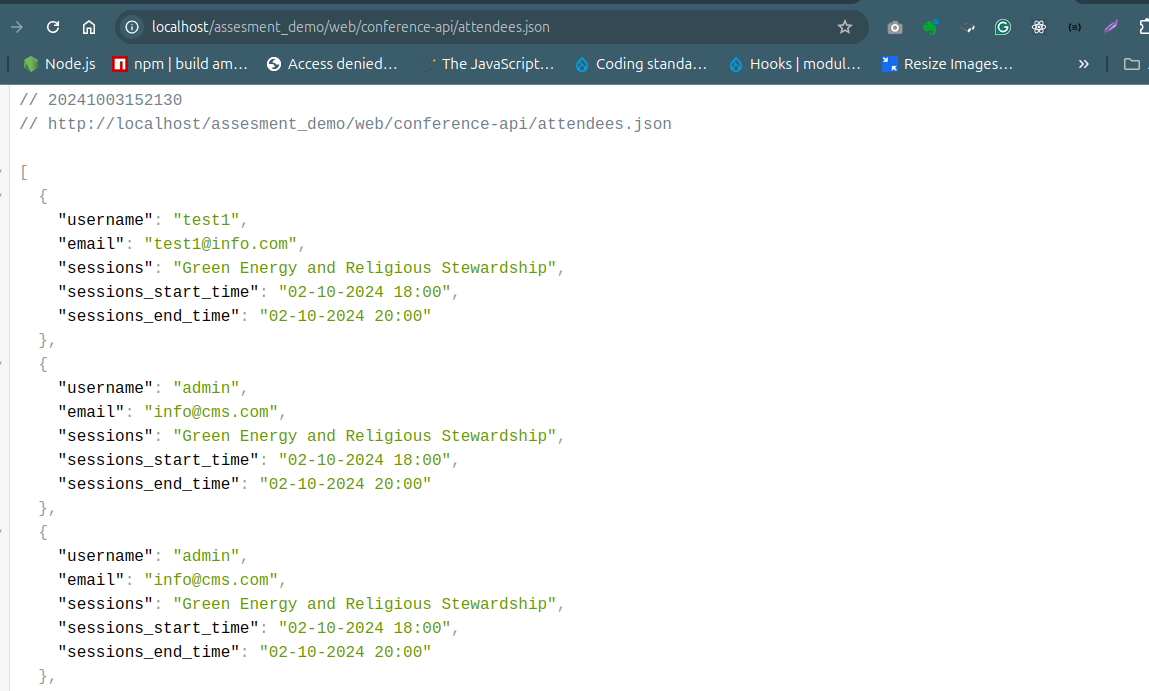 localhost/assesment_demo/web/conference-api/attendees.json
Node.js npm | build am… Access denied… The JavaScript… Coding standa… Hooks | modul… Resize Images… »
// 20241003152130
// http://localhost/assesment_demo/web/conference-api/attendees.json
[
{
"username": "test1",
"email": "test1@info.com",
"sessions": "Green Energy and Religious Stewardship",
"sessions_start_time": "02-10-2024 18:00",
"sessions_end_time": "02-10-2024 20:00"
},
{
"username": "admin",
"email": "info@cms.com",
"sessions": "Green Energy and Religious Stewardship",
"sessions_start_time": "02-10-2024 18:00",
"sessions_end_time": "02-10-2024 20:00"
},
{
"username": "admin",
"email": "info@cms.com",
"sessions": "Green Energy and Religious Stewardship",
"sessions_start_time": "02-10-2024 18:00",
"sessions_end_time": "02-10-2024 20:00"
},